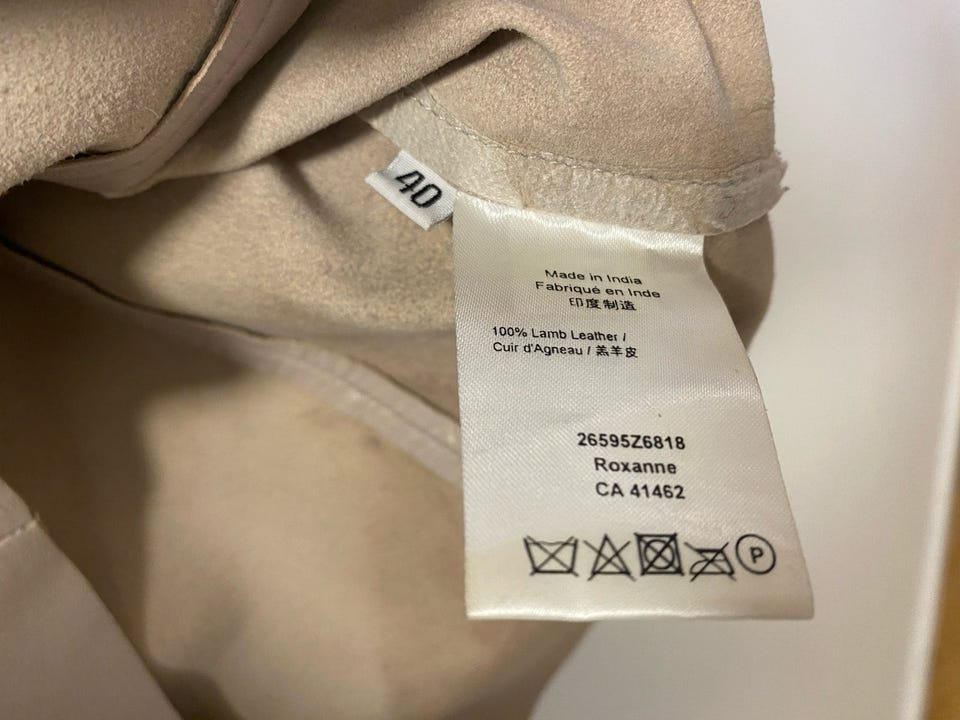 40
Made in India
Fabriqué en Inde
印度制造
100% Lamb Leather /
Cuir d'Agneau / 羔羊皮
26595Z6818
Roxanne
CA 41462
P